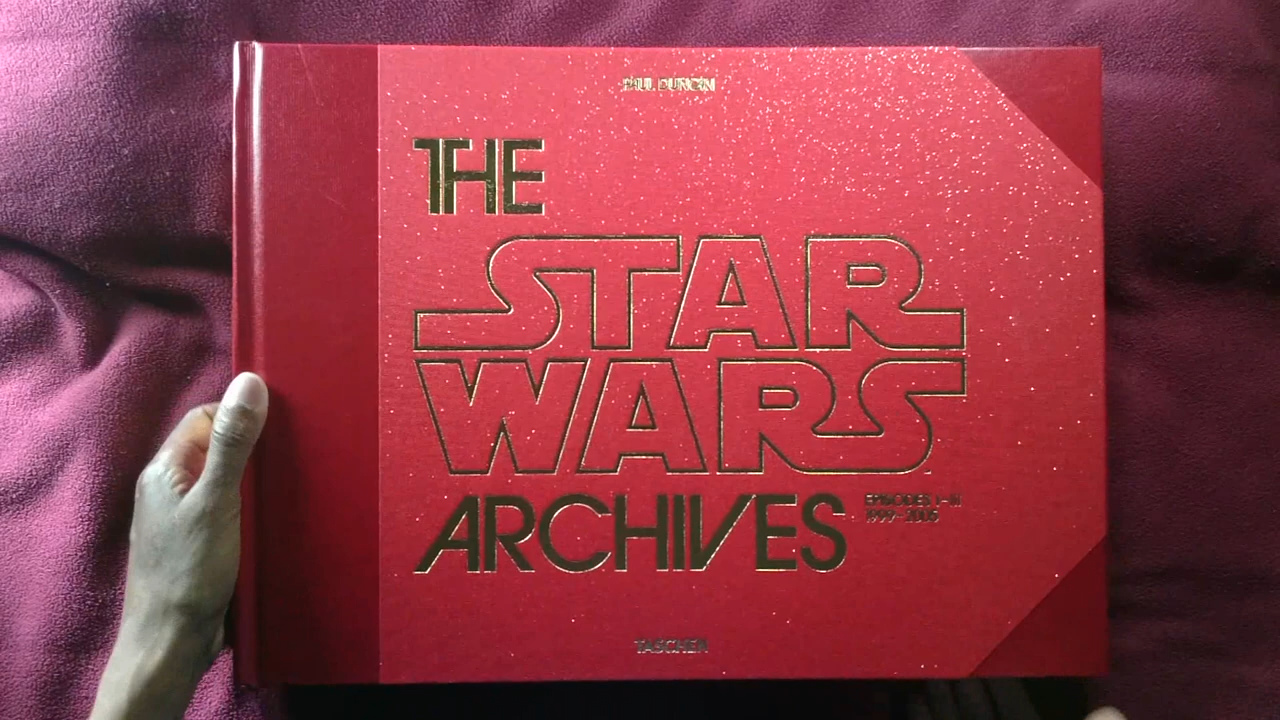 PAUL DUNCAN
THE
STAR
WARS
ARCHIVES
EPISODES I–III
1999–2005
TASCHEN